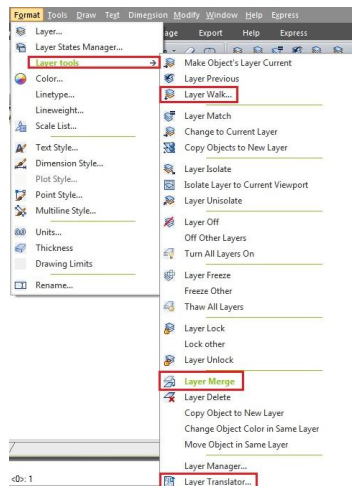 Format Tools Draw Text Dimension Modify Window Help Express
age Export Help Express
Layer...
Layer States Manager...
Layer tools
Color...
Linetype...
Lineweight...
Scale List...
Text Style...
Dimension Style...
Plot Style...
Point Style...
Multiline Style...
Units...
Thickness
Drawing Limits
Rename...
Make Object's Layer Current
Layer Previous
Layer Walk...
Layer Match
Change to Current Layer
Copy Objects to New Layer
Layer Isolate
Isolate Layer to Current Viewport
Layer Unisolate
Layer Off
Off Other Layers
Turn All Layers On
Layer Freeze
Freeze Other
Thaw All Layers
Layer Lock
Lock other
Layer Unlock
Layer Merge
Layer Delete
Copy Object to New Layer
Change Object Color in Same Layer
Move Object in Same Layer
Layer Manager...
Layer Translator...
<0>: 1